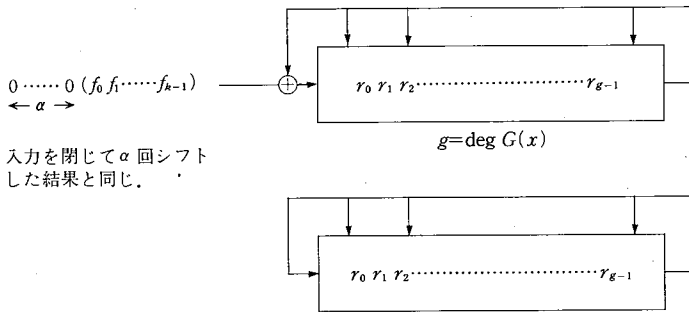 0 ⋯⋯ 0 (f₀ f₁ ⋯⋯ fₖ₋₁)
← α →
入力を閉じてα回シフト
した結果と同じ.
r₀ r₁ r₂ ⋯⋯⋯⋯⋯⋯⋯⋯⋯ r_{g-1}
g=deg G(x)
r₀ r₁ r₂ ⋯⋯⋯⋯⋯⋯⋯⋯⋯ r_{g-1}